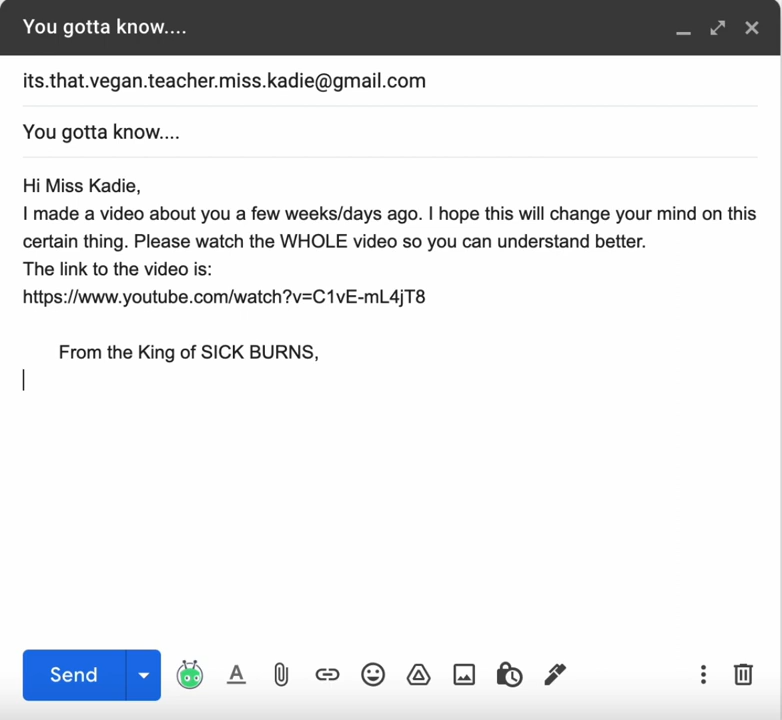 You gotta know....
its.that.vegan.teacher.miss.kadie@gmail.com
You gotta know....
Hi Miss Kadie,
I made a video about you a few weeks/days ago. I hope this will change your mind on this
certain thing. Please watch the WHOLE video so you can understand better.
The link to the video is:
https://www.youtube.com/watch?v=C1vE-mL4jT8
From the King of SICK BURNS,
Send